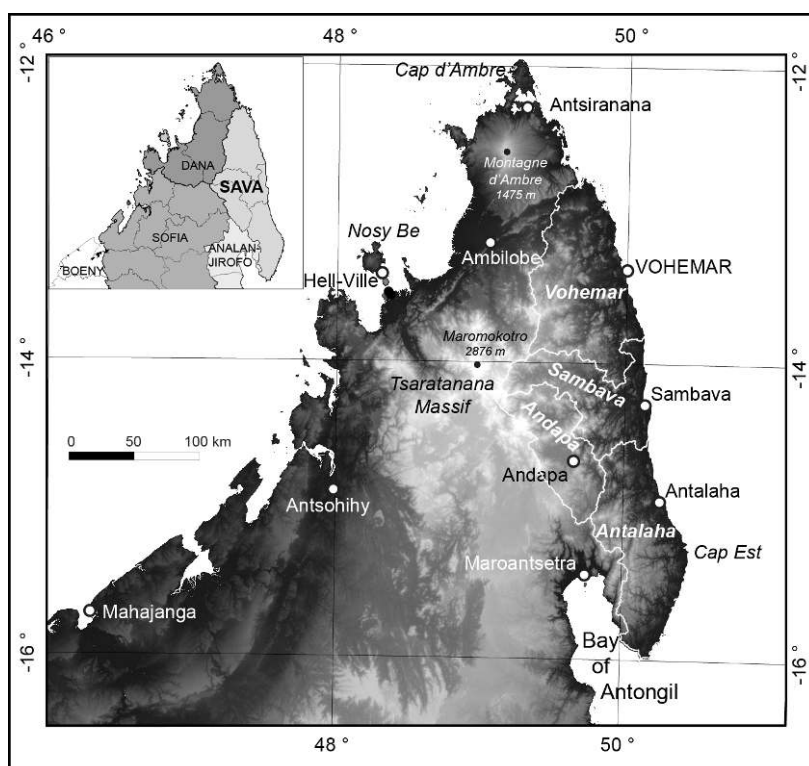 46 °
48 °
50 °
-12 °
-12 °
Cap d'Ambre
Antsiranana
DANA
SAVA
SOFIA
ANALAN-
JIROFO
BOENY
Montagne
d'Ambre
1475 m
Nosy Be
Hell-Ville
Ambilobe
VOHEMAR
Vohemar
Maromokotro
2876 m
-14 °
-14 °
Tsaratanana
Massif
Sambava
Sambava
Andapa
0 50 100 km
Andapa
Antsohihy
Antalaha
Antalaha
Cap Est
Maroantsetra
Mahajanga
Bay
of
Antongil
-16 °
-16 °
48 °
50 °